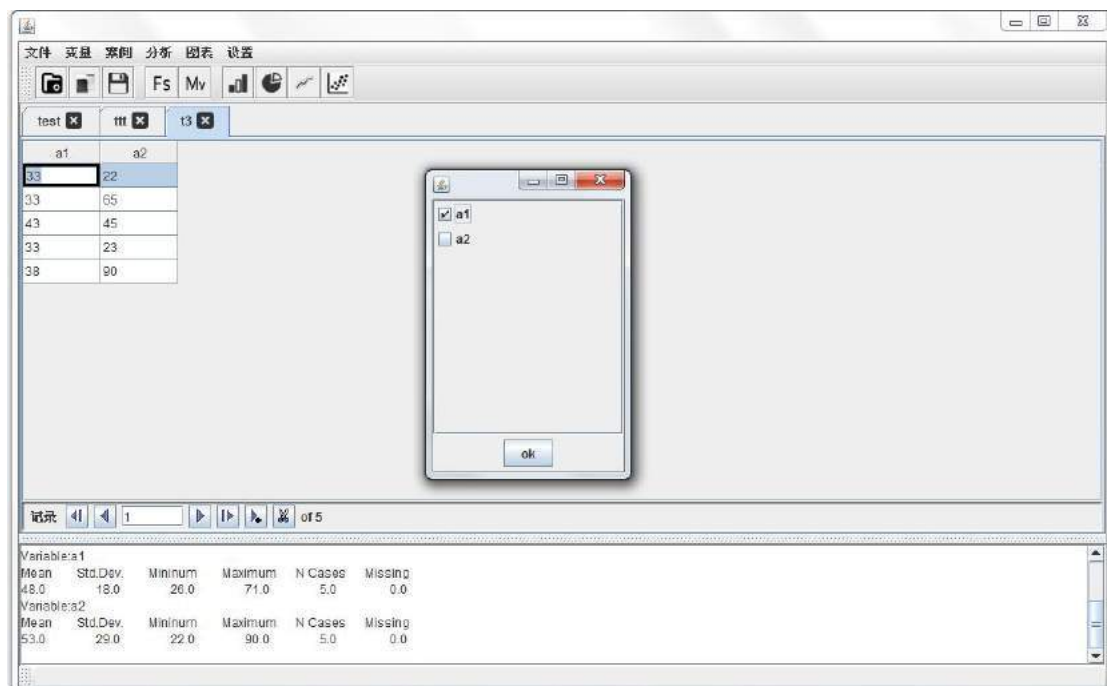 文件 变量 案例 分析 图表 设置
Fs Mv
test ttt t3
a1 a2
33 22
33 65
43 45
33 23
38 90
a1
a2
ok
记录 1 of 5
Variable:a1
Mean Std.Dev. Mininum Maximum N Cases Missing
48.0 18.0 26.0 71.0 5.0 0.0
Variable:a2
Mean Std.Dev. Mininum Maximum N Cases Missing
53.0 29.0 22.0 90.0 5.0 0.0